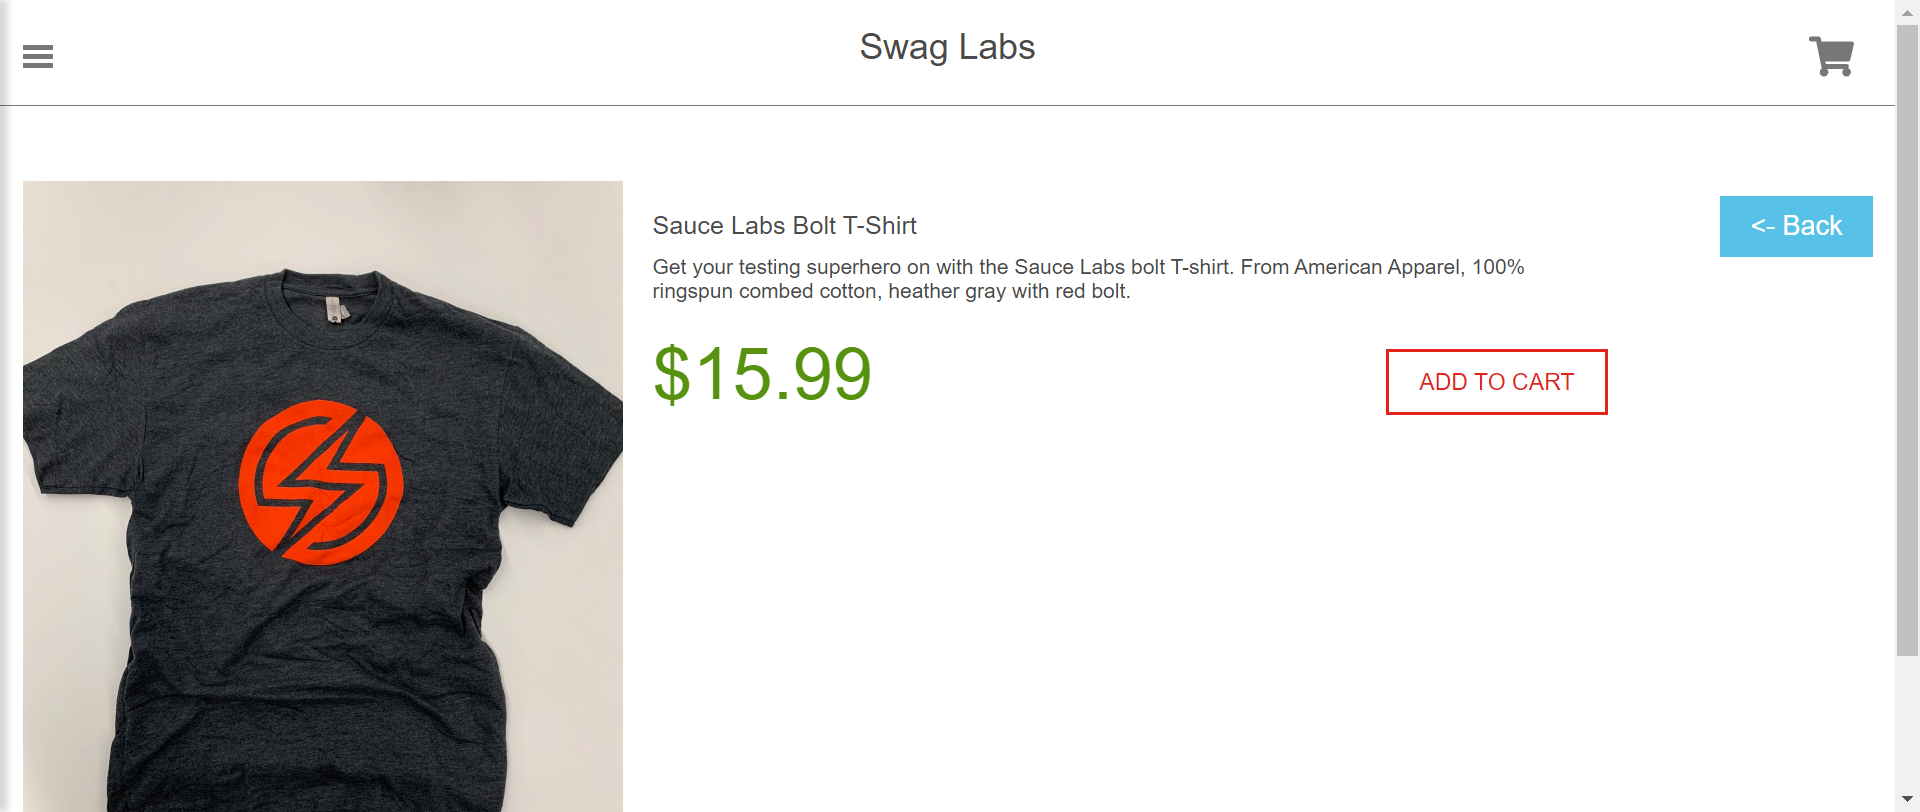 Swag Labs
Sauce Labs Bolt T-Shirt
<- Back
Get your testing superhero on with the Sauce Labs bolt T-shirt. From American Apparel, 100%
ringspun combed cotton, heather gray with red bolt.
$15.99
ADD TO CART